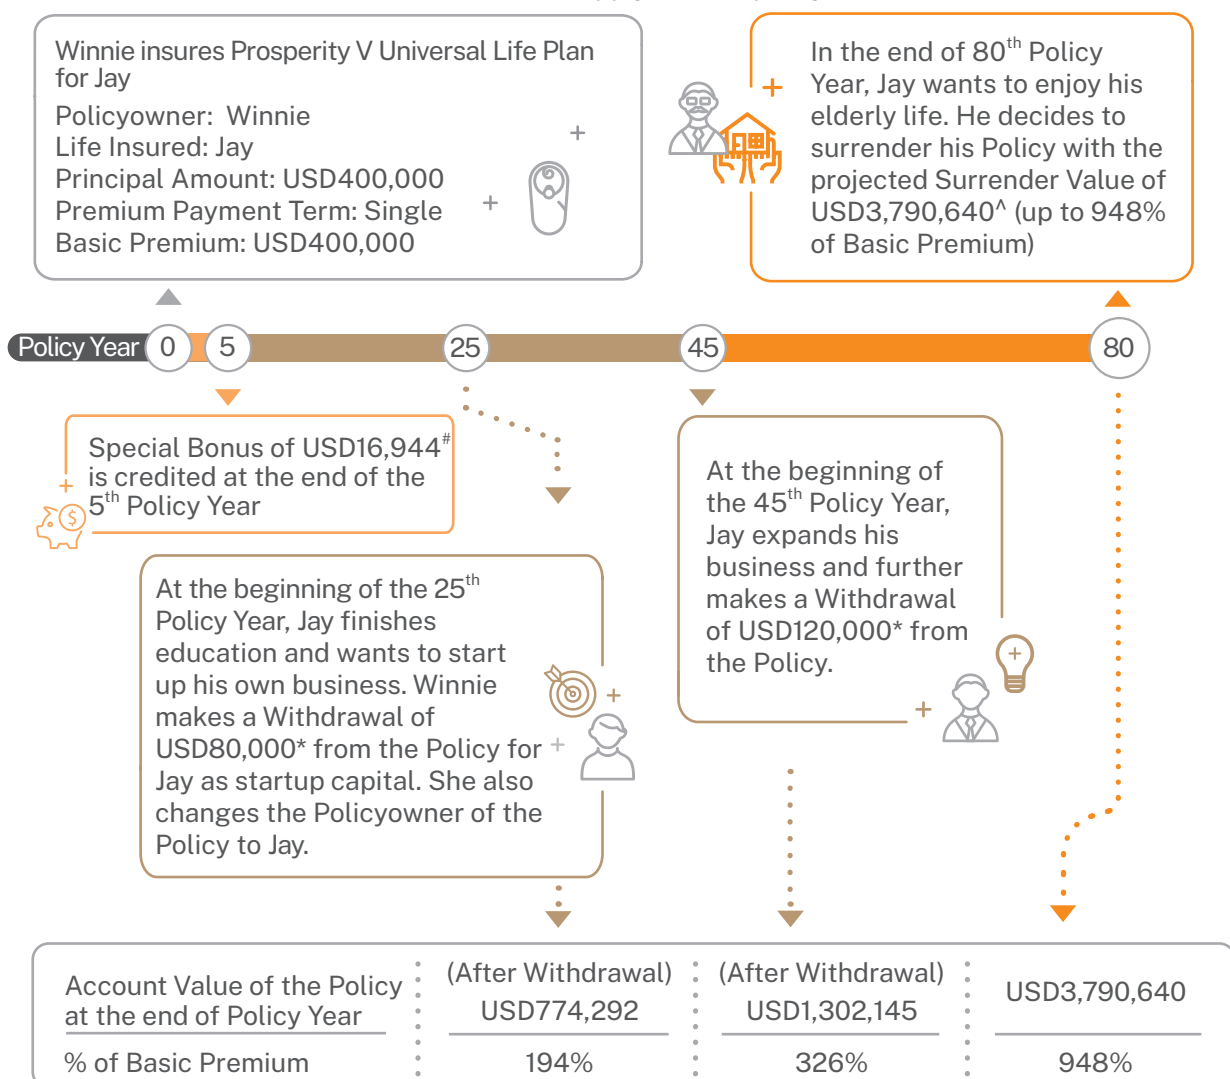 Winnie insures Prosperity V Universal Life Plan
for Jay
Policyowner: Winnie
Life Insured: Jay
Principal Amount: USD400,000
Premium Payment Term: Single
Basic Premium: USD400,000
In the end of 80th Policy
Year, Jay wants to enjoy his
elderly life. He decides to
surrender his Policy with the
projected Surrender Value of
USD3,790,640^ (up to 948%
of Basic Premium)
Policy Year 0 5 25 45 80
Special Bonus of USD16,944#
is credited at the end of the
5th Policy Year
At the beginning of the 25th
Policy Year, Jay finishes
education and wants to start
up his own business. Winnie
makes a Withdrawal of
USD80,000* from the Policy for
Jay as startup capital. She also
changes the Policyowner of the
Policy to Jay.
At the beginning of
the 45th Policy Year,
Jay expands his
business and further
makes a Withdrawal
of USD120,000* from
the Policy.
Account Value of the Policy
at the end of Policy Year
(After Withdrawal)
USD774,292
(After Withdrawal)
USD1,302,145
USD3,790,640
% of Basic Premium 194% 326% 948%